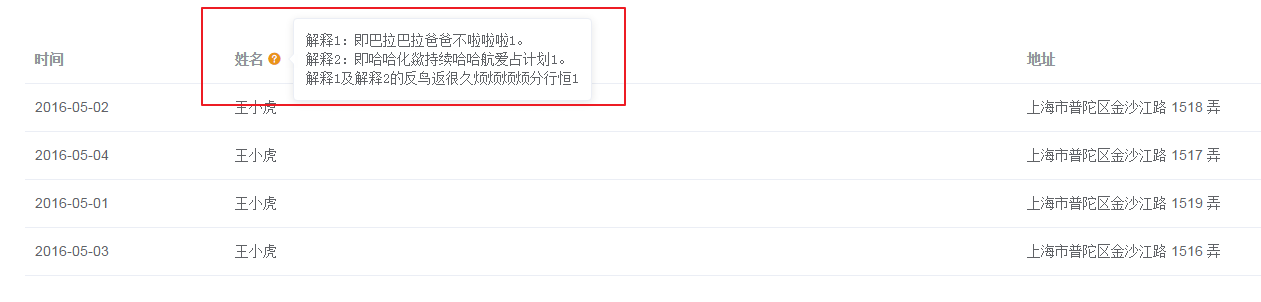 解释1：即巴拉巴拉爸爸不啦啦啦1。
解释2：即哈哈化焱持续哈哈航爱占计划1。
解释1及解释2的反鸟返很久烦烦烦烦分行恒1
时间 姓名 ? 地址
2016-05-02 王小虎 上海市普陀区金沙江路 1518 弄
2016-05-04 王小虎 上海市普陀区金沙江路 1517 弄
2016-05-01 王小虎 上海市普陀区金沙江路 1519 弄
2016-05-03 王小虎 上海市普陀区金沙江路 1516 弄